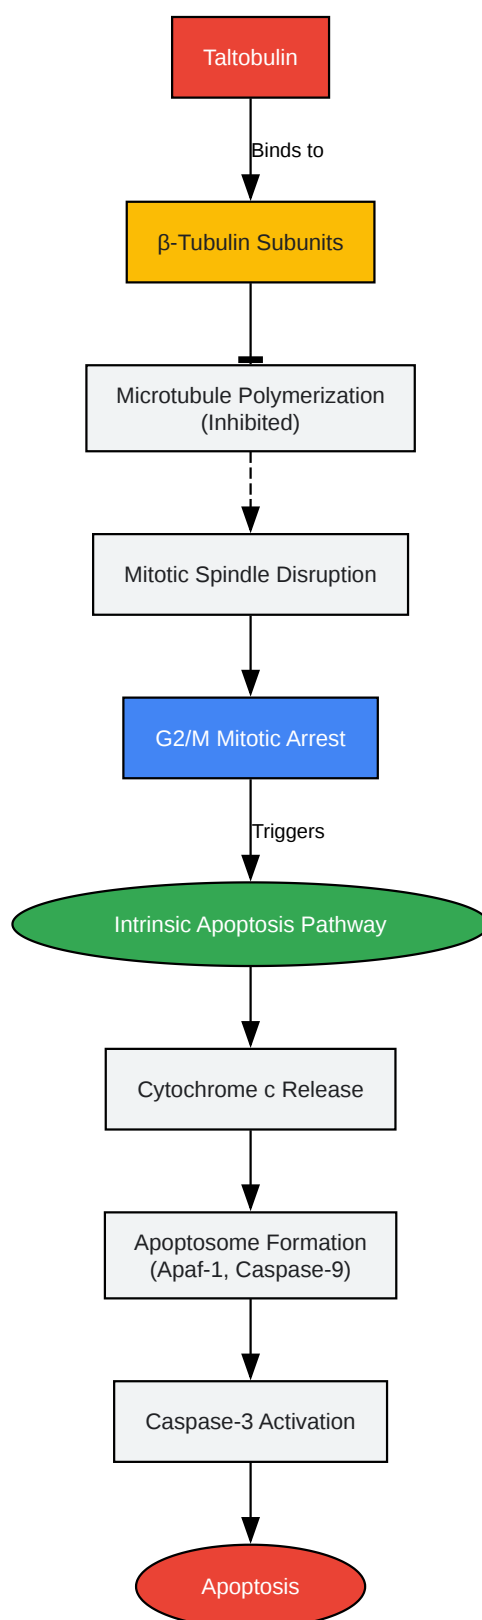 Taltobulin
Binds to
β-Tubulin Subunits
Microtubule Polymerization
(Inhibited)
Mitotic Spindle Disruption
G2/M Mitotic Arrest
Triggers
Intrinsic Apoptosis Pathway
Cytochrome c Release
Apoptosome Formation
(Apaf-1, Caspase-9)
Caspase-3 Activation
Apoptosis